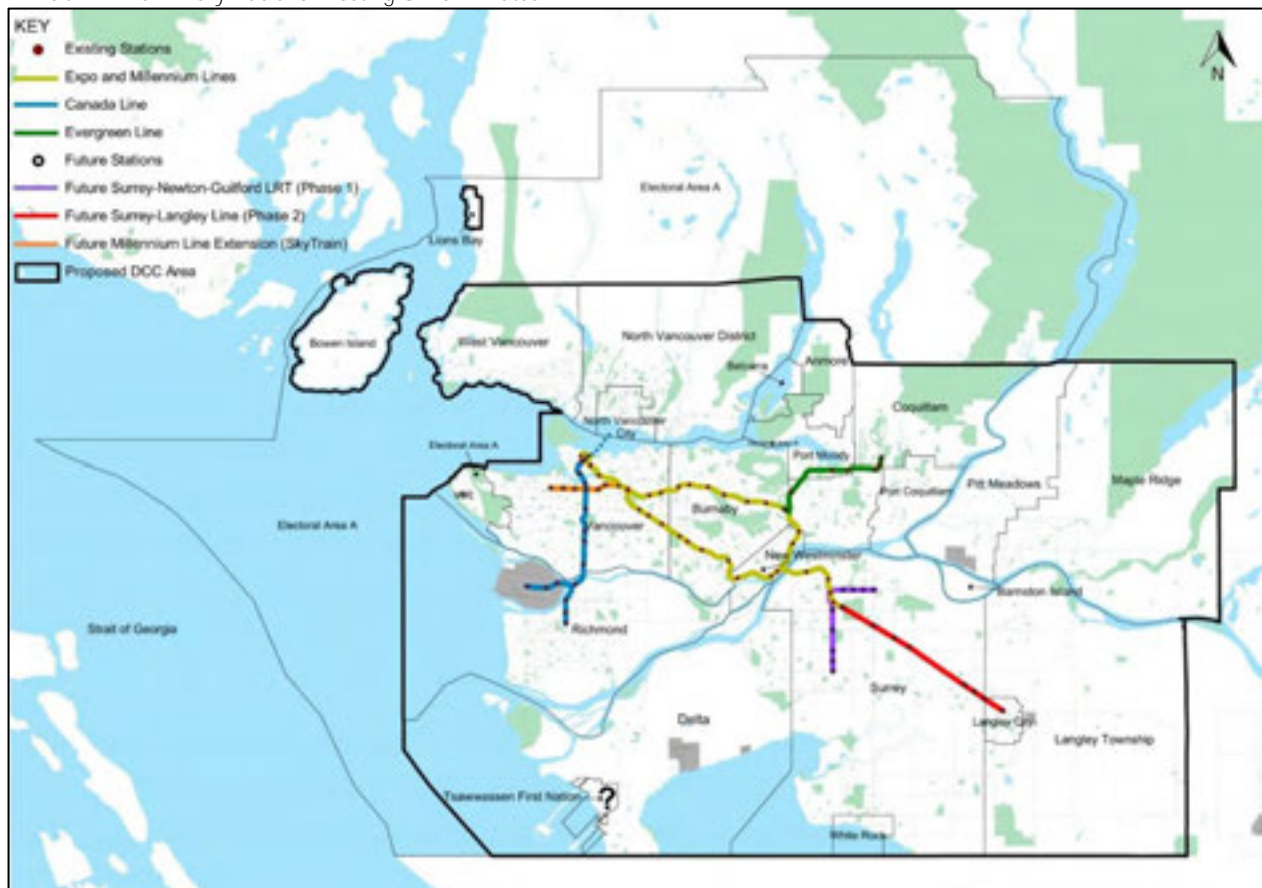 KEY
Existing Stations
Expo and Millennium Lines
Canada Line
Evergreen Line
Future Stations
Future Surrey-Newton-Guilford LRT (Phase 1)
Future Surrey-Langley Line (Phase 2)
Future Millennium Line Extension (SkyTrain)
Proposed DCC Area
N
Electoral Area A
Lions Bay
Bowen Island
West Vancouver
North Vancouver District
Belcarra
Anmore
Coquitlam
North Vancouver
City
Electoral Area A
Port Moody
Port Coquitlam
Pitt Meadows
Maple Ridge
UBC
Burnaby
Electoral Area A
Vancouver
New Westminster
Barnston Island
Strait of Georgia
Richmond
Surrey
Delta
Langley City
Langley Township
Tsawwassen First Nation
?
White Rock